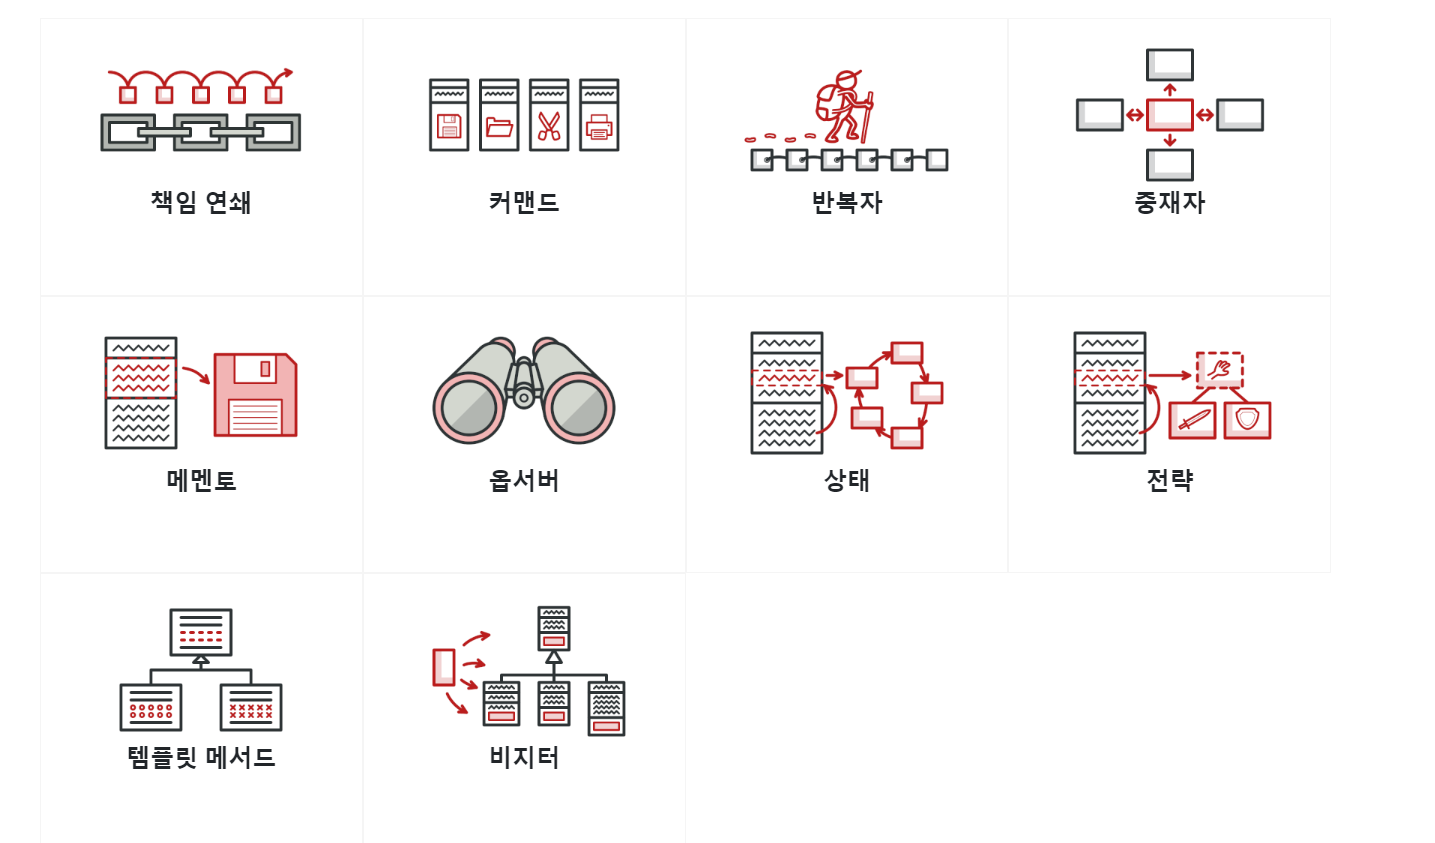 책임 연쇄
커맨드
반복자
중재자
메멘토
옵서버
상태
전략
템플릿 메서드
비지터